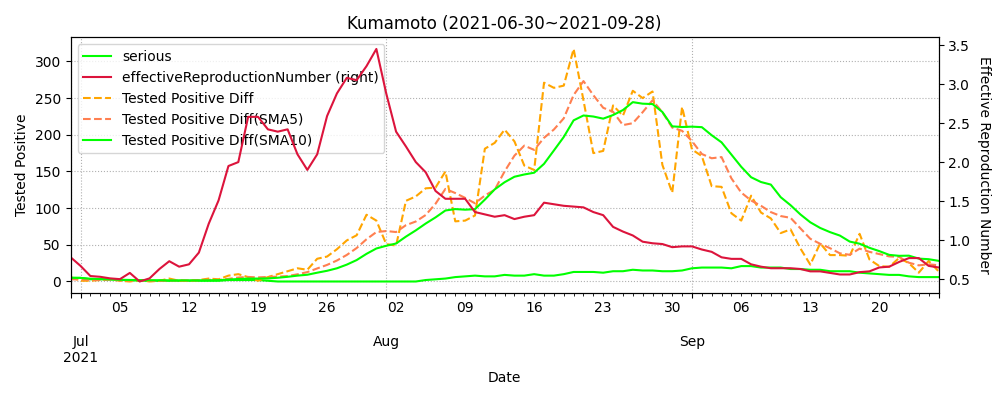 Kumamoto (2021-06-30~2021-09-28)
serious
effectiveReproductionNumber (right)
Tested Positive Diff
Tested Positive Diff(SMA5)
Tested Positive Diff(SMA10)
Tested Positive
300
250
200
150
100
50
0
3.5
3.0
2.5
2.0
1.5
1.0
0.5
Effective Reproduction Number
05 12 19 26 02 09 16 23 30 06 13 20
Jul Aug Sep
2021
Date